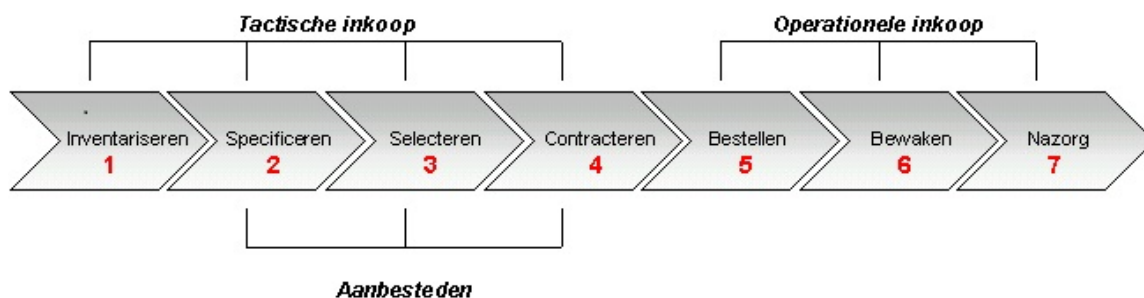 Tactische inkoop
Operationele inkoop
Inventariseren
1
Specificeren
2
Selecteren
3
Contracteren
4
Bestellen
5
Bewaken
6
Nazorg
7
Aanbesteden